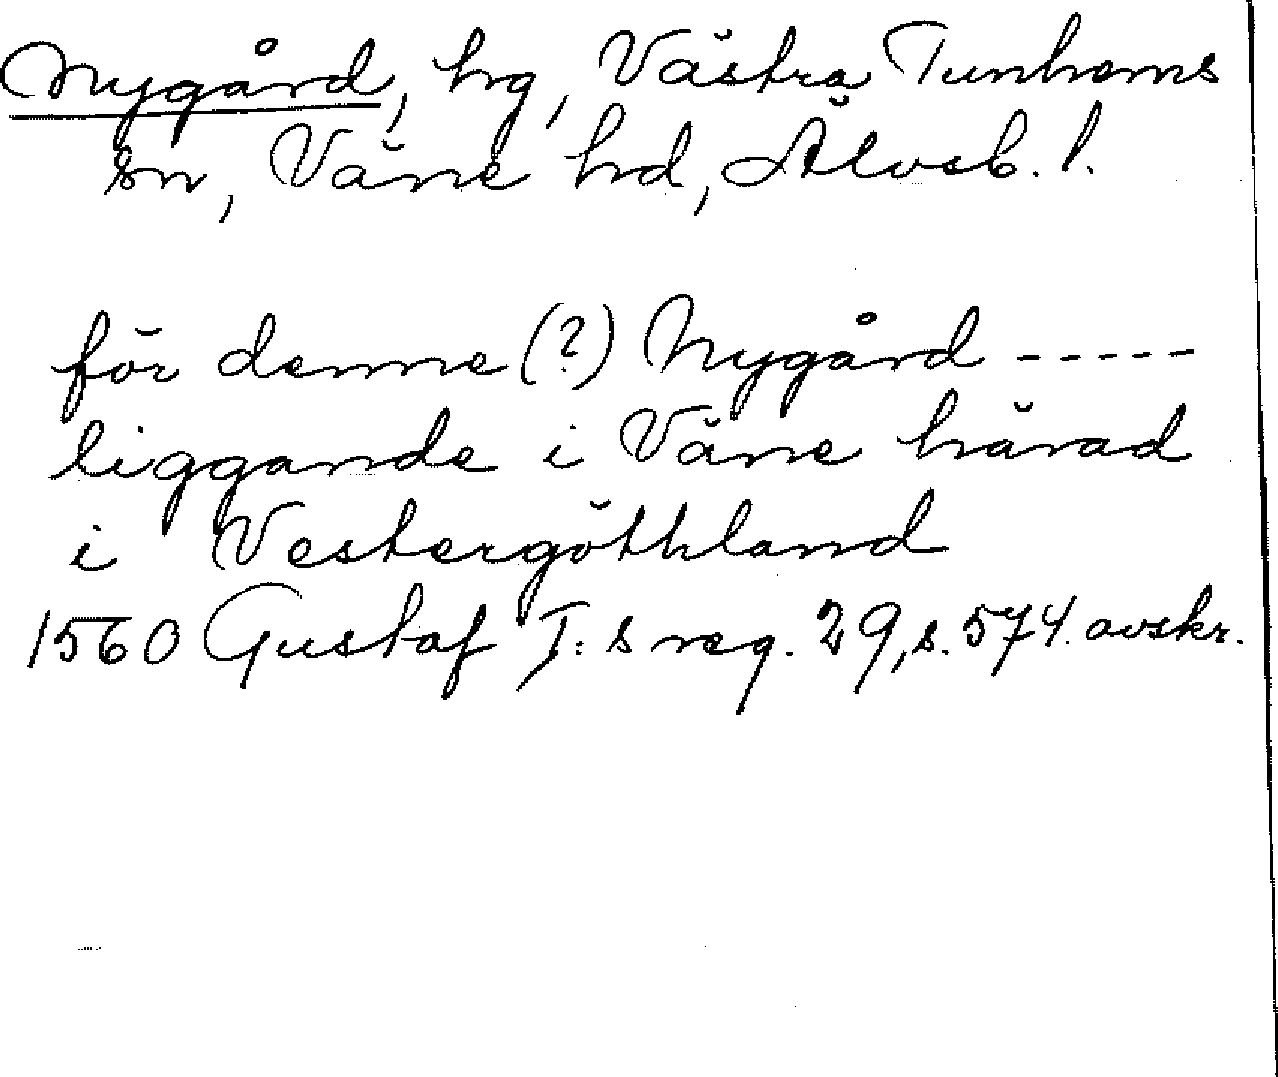 Nygård, hg, Västra Tunhems
sn, Väne hd, Älvsb. l.
för denne (?) Nygård -----
liggande i Väne härad
i Vestergöthland
1560 Gustaf I:s reg. 29, s. 574. avskr.